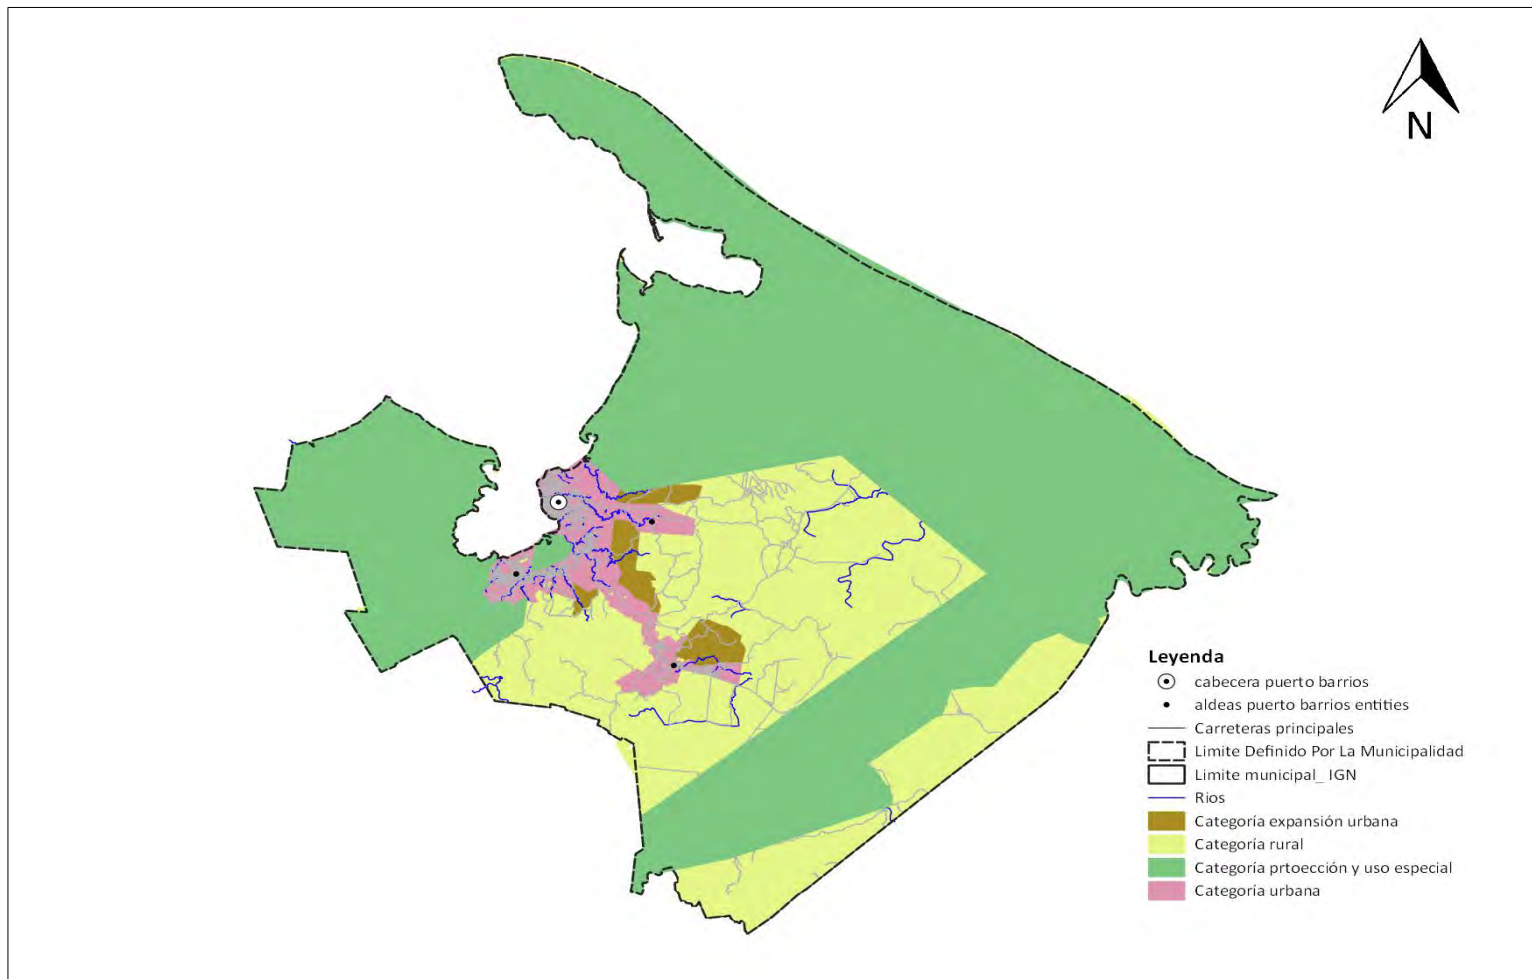 N
Leyenda
cabecera puerto barrios
aldeas puerto barrios entities
Carreteras principales
Limite Definido Por La Municipalidad
Limite municipal_ IGN
Rios
Categoría expansión urbana
Categoría rural
Categoría prtoección y uso especial
Categoría urbana